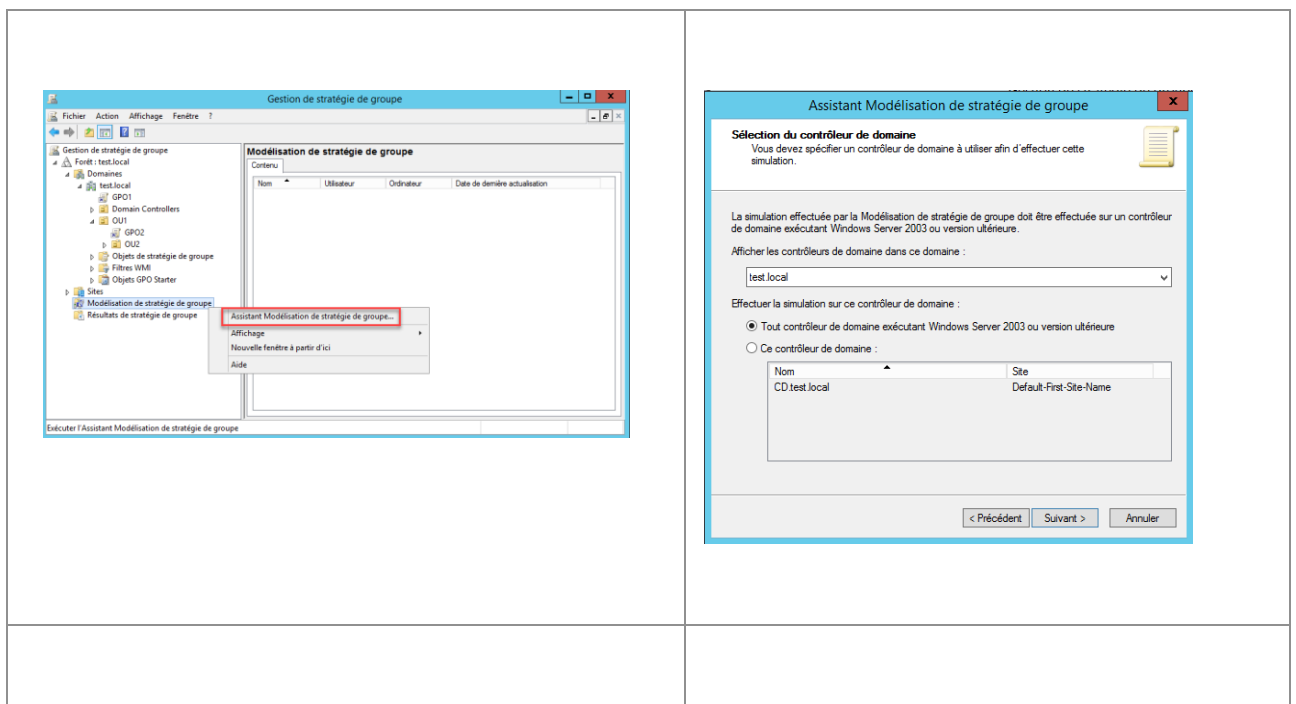 Gestion de stratégie de groupe
Fichier Action Affichage Fenêtre ?
Gestion de stratégie de groupe
Forêt : test.local
Domaines
test.local
GPO1
Domain Controllers
OU1
GPO2
OU2
Objets de stratégie de groupe
Filtres WMI
Objets GPO Starter
Sites
Modélisation de stratégie de groupe
Résultats de stratégie de groupe
Modélisation de stratégie de groupe
Contenu
Nom Utilisateur Ordinateur Date de dernière actualisation
Assistant Modélisation de stratégie de groupe...
Affichage
Nouvelle fenêtre à partir d'ici
Aide
Exécuter l'Assistant Modélisation de stratégie de groupe
Assistant Modélisation de stratégie de groupe
Sélection du contrôleur de domaine
Vous devez spécifier un contrôleur de domaine à utiliser afin d'effectuer cette
simulation.
La simulation effectuée par la Modélisation de stratégie de groupe doit être effectuée sur un contrôleur
de domaine exécutant Windows Server 2003 ou version ultérieure.
Afficher les contrôleurs de domaine dans ce domaine :
test.local
Effectuer la simulation sur ce contrôleur de domaine :
Tout contrôleur de domaine exécutant Windows Server 2003 ou version ultérieure
Ce contrôleur de domaine :
Nom Site
CD.test.local Default-First-Site-Name
< Précédent Suivant > Annuler